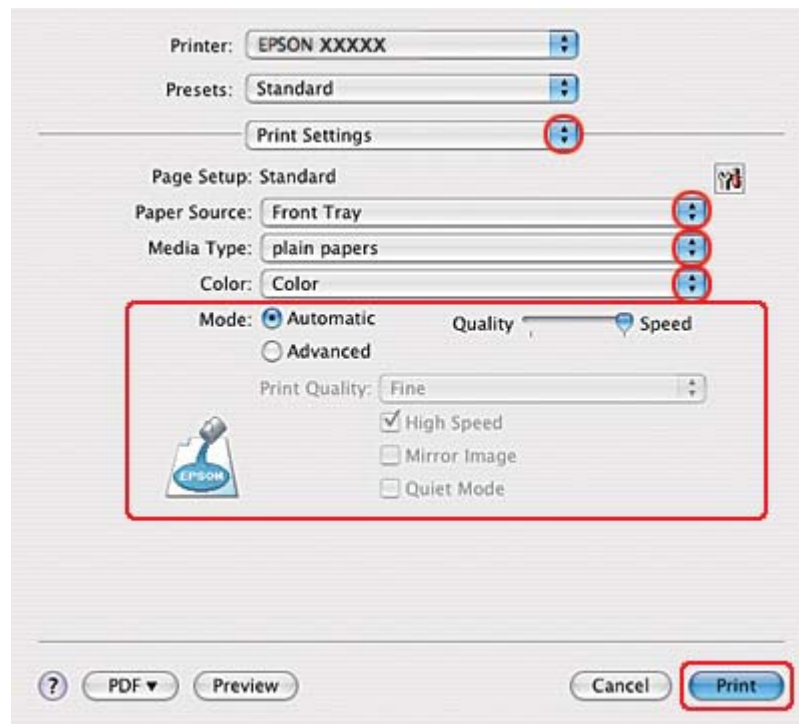 Printer: EPSON XXXXX
Presets: Standard
Print Settings
Page Setup: Standard
Paper Source: Front Tray
Media Type: plain papers
Color: Color
Mode: Automatic Quality Speed
Advanced
Print Quality: Fine
High Speed
Mirror Image
EPSON
Quiet Mode
? PDF Preview Cancel Print